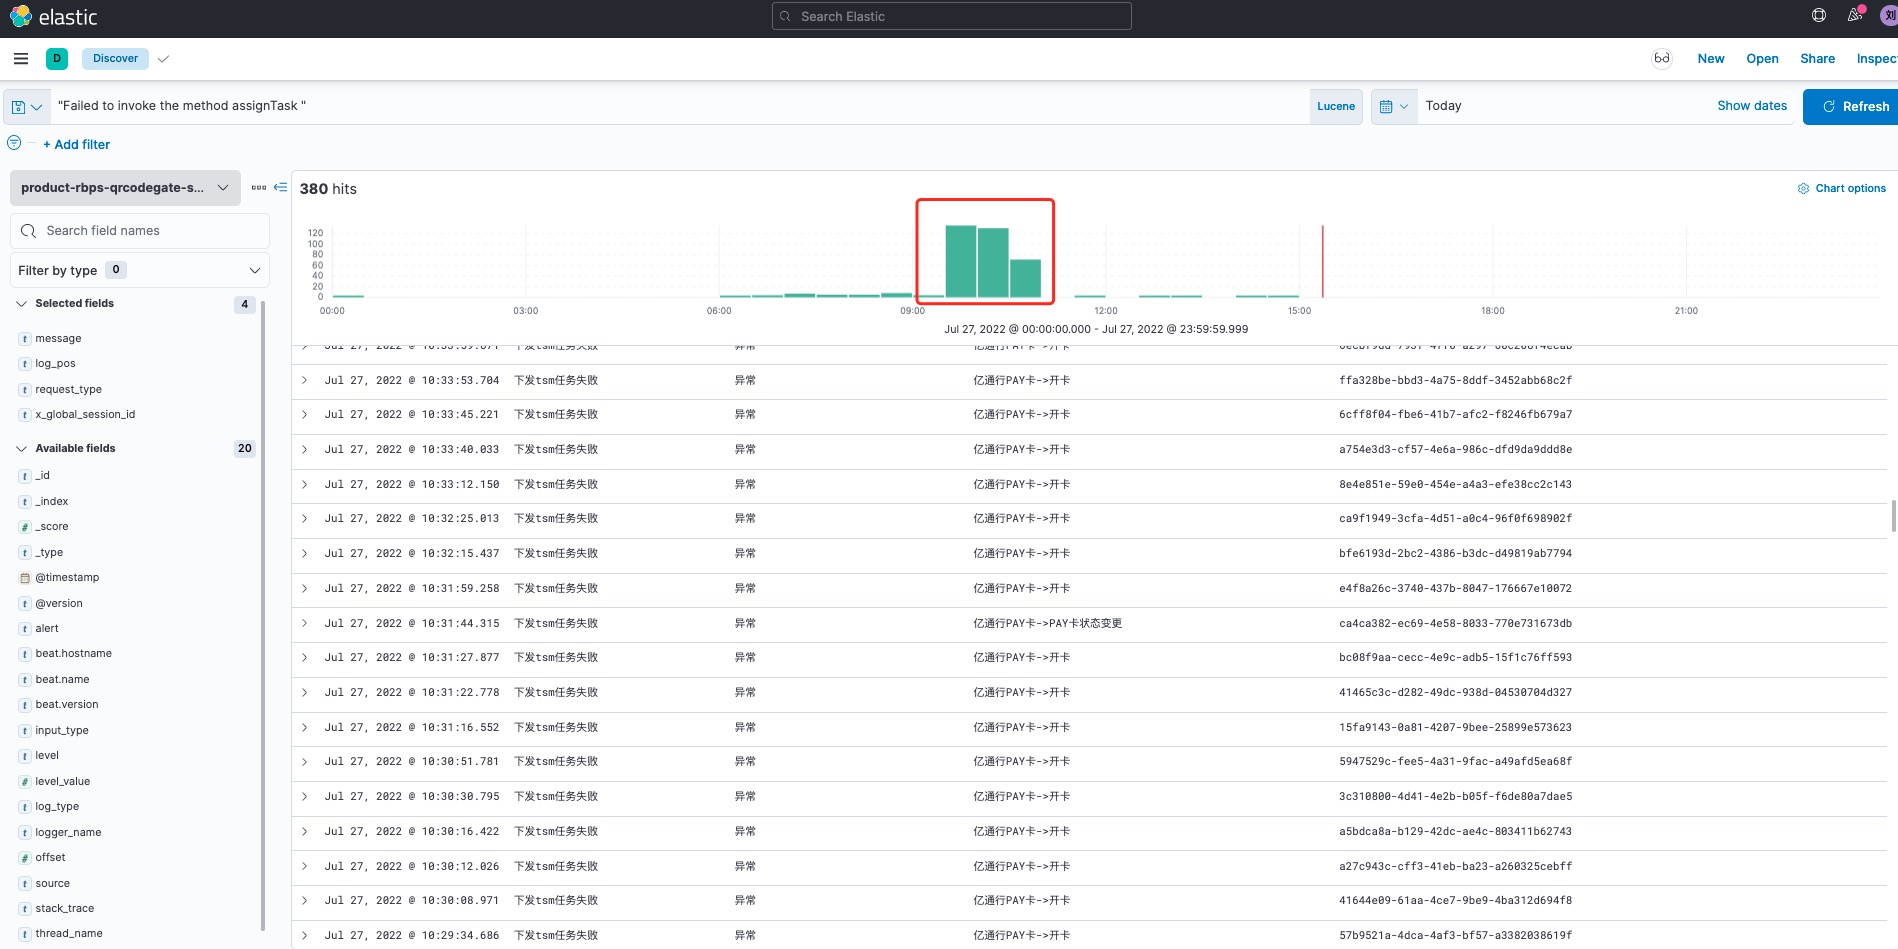 elastic
Search Elastic
刘
D
Discover
New
Open
Share
Inspec
"Failed to invoke the method assignTask "
Lucene
Today
Show dates
Refresh
+ Add filter
product-rbps-qrcodegate-s...
Search field names
Filter by type 0
Selected fields 4
t message
t log_pos
t request_type
t x_global_session_id
Available fields 20
t _id
t _index
# _score
t _type
@timestamp
t @version
t alert
t beat.hostname
t beat.name
t beat.version
t input_type
t level
# level_value
t log_type
t logger_name
# offset
t source
t stack_trace
t thread_name
380 hits
Chart options
120
100
80
60
40
20
0
00:00 03:00 06:00 09:00 12:00 15:00 18:00 21:00
Jul 27, 2022 @ 00:00:00.000 - Jul 27, 2022 @ 23:59:59.999
Jul 27, 2022 @ 10:33:53.704 下发tsm任务失败 异常 亿通行PAY卡->开卡 ffa328be-bbd3-4a75-8ddf-3452abb68c2f
Jul 27, 2022 @ 10:33:45.221 下发tsm任务失败 异常 亿通行PAY卡->开卡 6cff8f04-fbe6-41b7-afc2-f8246fb679a7
Jul 27, 2022 @ 10:33:40.033 下发tsm任务失败 异常 亿通行PAY卡->开卡 a754e3d3-cf57-4e6a-986c-dfd9da9ddd8e
Jul 27, 2022 @ 10:33:12.150 下发tsm任务失败 异常 亿通行PAY卡->开卡 8e4e851e-59e0-454e-a4a3-efe38cc2c143
Jul 27, 2022 @ 10:32:25.013 下发tsm任务失败 异常 亿通行PAY卡->开卡 ca9f1949-3cfa-4d51-a0c4-96f0f698902f
Jul 27, 2022 @ 10:32:15.437 下发tsm任务失败 异常 亿通行PAY卡->开卡 bfe6193d-2bc2-4386-b3dc-d49819ab7794
Jul 27, 2022 @ 10:31:59.258 下发tsm任务失败 异常 亿通行PAY卡->开卡 e4f8a26c-3740-437b-8047-176667e10072
Jul 27, 2022 @ 10:31:44.315 下发tsm任务失败 异常 亿通行PAY卡->PAY卡状态变更 ca4ca382-ec69-4e58-8033-770e731673db
Jul 27, 2022 @ 10:31:27.877 下发tsm任务失败 异常 亿通行PAY卡->开卡 bc08f9aa-cecc-4e9c-adb5-15f1c76ff593
Jul 27, 2022 @ 10:31:22.778 下发tsm任务失败 异常 亿通行PAY卡->开卡 41465c3c-d282-49dc-938d-04530704d327
Jul 27, 2022 @ 10:31:16.552 下发tsm任务失败 异常 亿通行PAY卡->开卡 15fa9143-0a81-4207-9bee-25899e573623
Jul 27, 2022 @ 10:30:51.781 下发tsm任务失败 异常 亿通行PAY卡->开卡 5947529c-fee5-4a31-9fac-a49afd5ea68f
Jul 27, 2022 @ 10:30:30.795 下发tsm任务失败 异常 亿通行PAY卡->开卡 3c310800-4d41-4e2b-b05f-f6de80a7dae5
Jul 27, 2022 @ 10:30:16.422 下发tsm任务失败 异常 亿通行PAY卡->开卡 a5bdca8a-b129-42dc-ae4c-803411b62743
Jul 27, 2022 @ 10:30:12.026 下发tsm任务失败 异常 亿通行PAY卡->开卡 a27c943c-cff3-41eb-ba23-a260325cebff
Jul 27, 2022 @ 10:30:08.971 下发tsm任务失败 异常 亿通行PAY卡->开卡 41644e09-61aa-4ce7-9be9-4ba312d694f8
Jul 27, 2022 @ 10:29:34.686 下发tsm任务失败 异常 亿通行PAY卡->开卡 57b9521a-4dca-4af3-bf57-a3382038619f